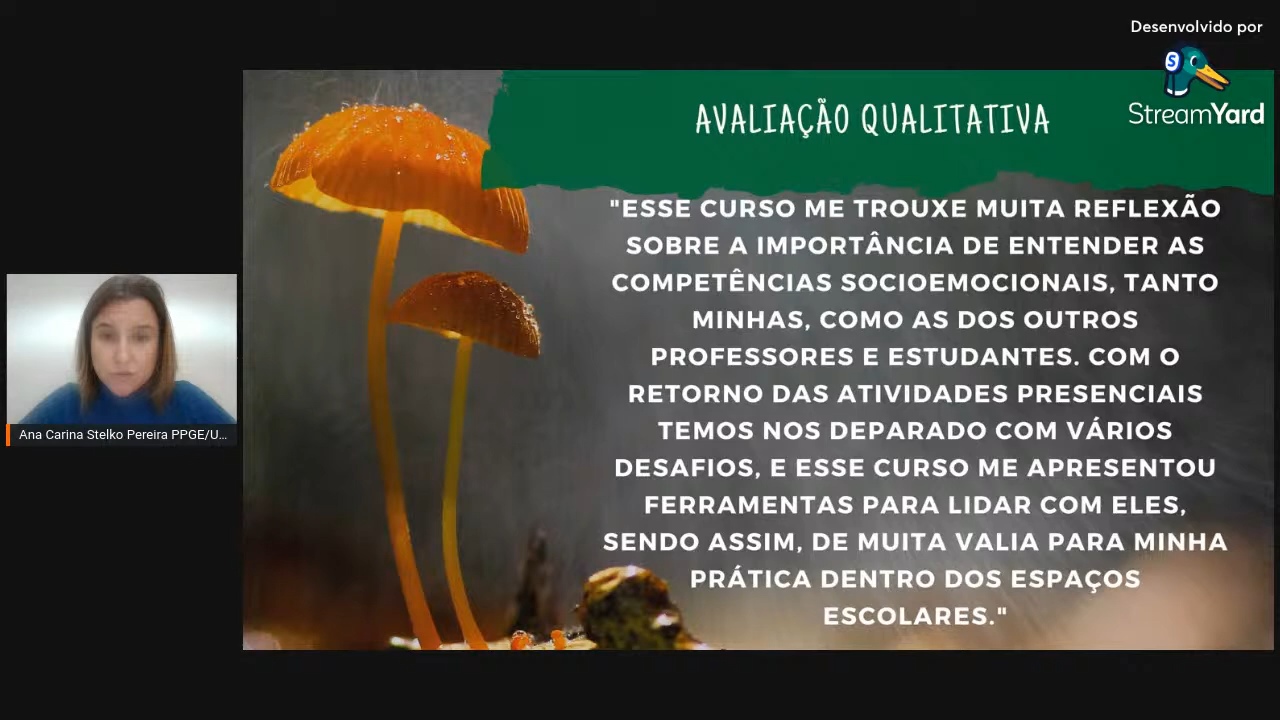 Desenvolvido por
StreamYard
AVALIAÇÃO QUALITATIVA
"ESSE CURSO ME TROUXE MUITA REFLEXÃO
SOBRE A IMPORTÂNCIA DE ENTENDER AS
COMPETÊNCIAS SOCIOEMOCIONAIS, TANTO
MINHAS, COMO AS DOS OUTROS
PROFESSORES E ESTUDANTES. COM O
RETORNO DAS ATIVIDADES PRESENCIAIS
TEMOS NOS DEPARADO COM VÁRIOS
DESAFIOS, E ESSE CURSO ME APRESENTOU
FERRAMENTAS PARA LIDAR COM ELES,
SENDO ASSIM, DE MUITA VALIA PARA MINHA
PRÁTICA DENTRO DOS ESPAÇOS
ESCOLARES."
Ana Carina Stelko Pereira PPGE/U...